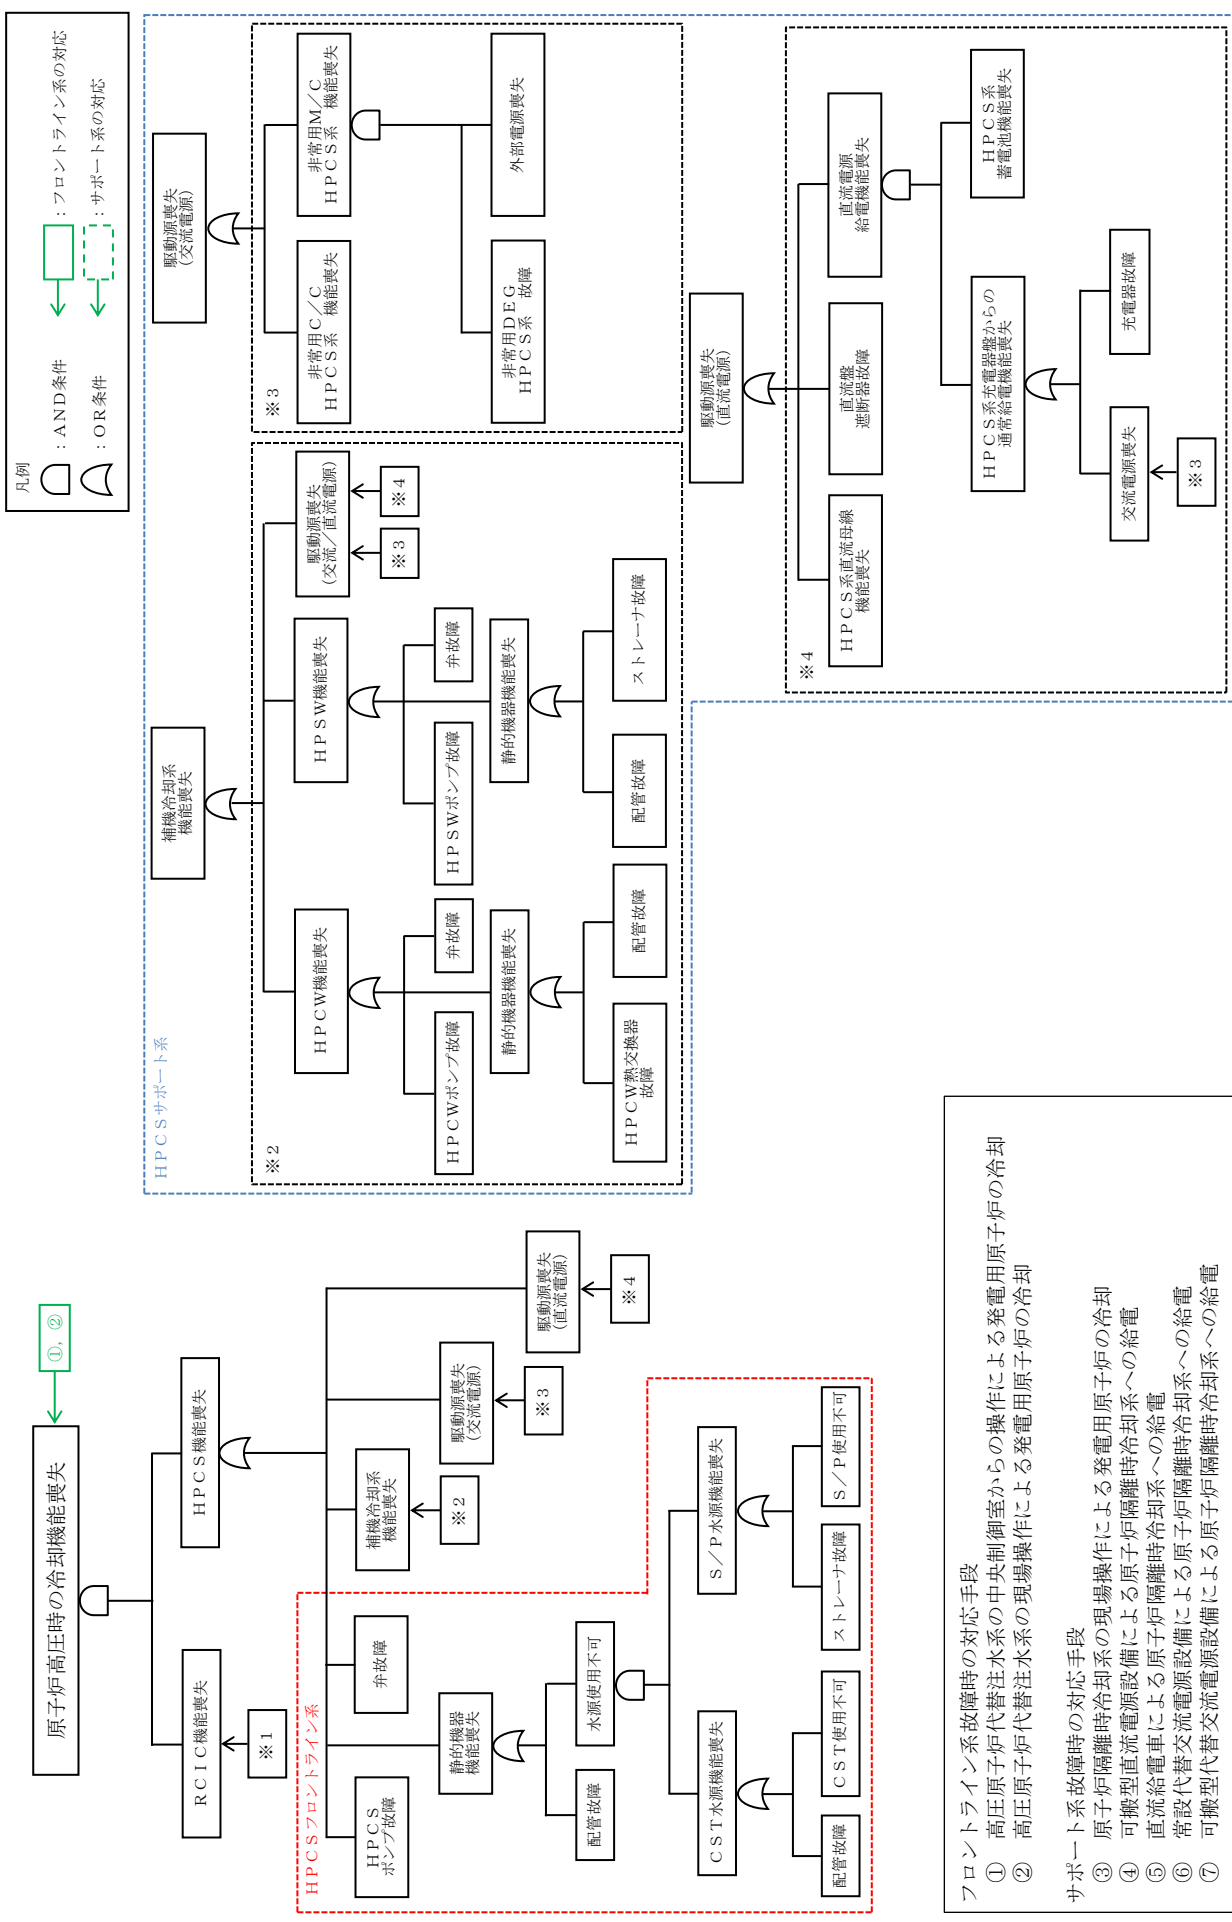 原子炉高圧時の冷却機能喪失
①，②
RCIC機能喪失
※1
HPCS機能喪失
HPCSフロントライン系
HPCS
ポンプ故障
弁故障
補機冷却系
機能喪失
※2
駆動源喪失
(交流電源)
※3
駆動源喪失
(直流電源)
※4
静的機器
機能喪失
配管故障
水源使用不可
CST水源機能喪失
S／P水源機能喪失
配管故障
CST使用不可
ストレーナ故障
S／P使用不可
凡例
：AND条件
：OR条件
：フロントライン系の対応
：サポート系の対応
HPCSサポート系
補機冷却系
機能喪失
※2
HPCW機能喪失
HPSW機能喪失
駆動源喪失
(交流／直流電源)
※3
※4
HPCWポンプ故障
弁故障
静的機器機能喪失
HPCW熱交換器
故障
配管故障
HPSWポンプ故障
弁故障
静的機器機能喪失
配管故障
ストレーナ故障
駆動源喪失
(交流電源)
※3
非常用C／C
HPCS系　機能喪失
非常用M／C
HPCS系　機能喪失
非常用DEG
HPCS系　故障
外部電源喪失
駆動源喪失
(直流電源)
※4
HPCS系直流母線
機能喪失
直流盤
遮断器故障
直流電源
給電機能喪失
HPCS系充電器盤からの
通常給電機能喪失
HPCS系
蓄電池機能喪失
交流電源喪失
※3
充電器故障
フロントライン系故障時の対応手段
①　高圧原子炉代替注水系の中央制御室からの操作による発電用原子炉の冷却
②　高圧原子炉代替注水系の現場操作による発電用原子炉の冷却
サポート系故障時の対応手段
③　原子炉隔離時冷却系の現場操作による発電用原子炉の冷却
④　可搬型直流電源設備による原子炉隔離時冷却系への給電
⑤　直流給電車による原子炉隔離時冷却系への給電
⑥　常設代替交流電源設備による原子炉隔離時冷却系への給電
⑦　可搬型代替交流電源設備による原子炉隔離時冷却系への給電